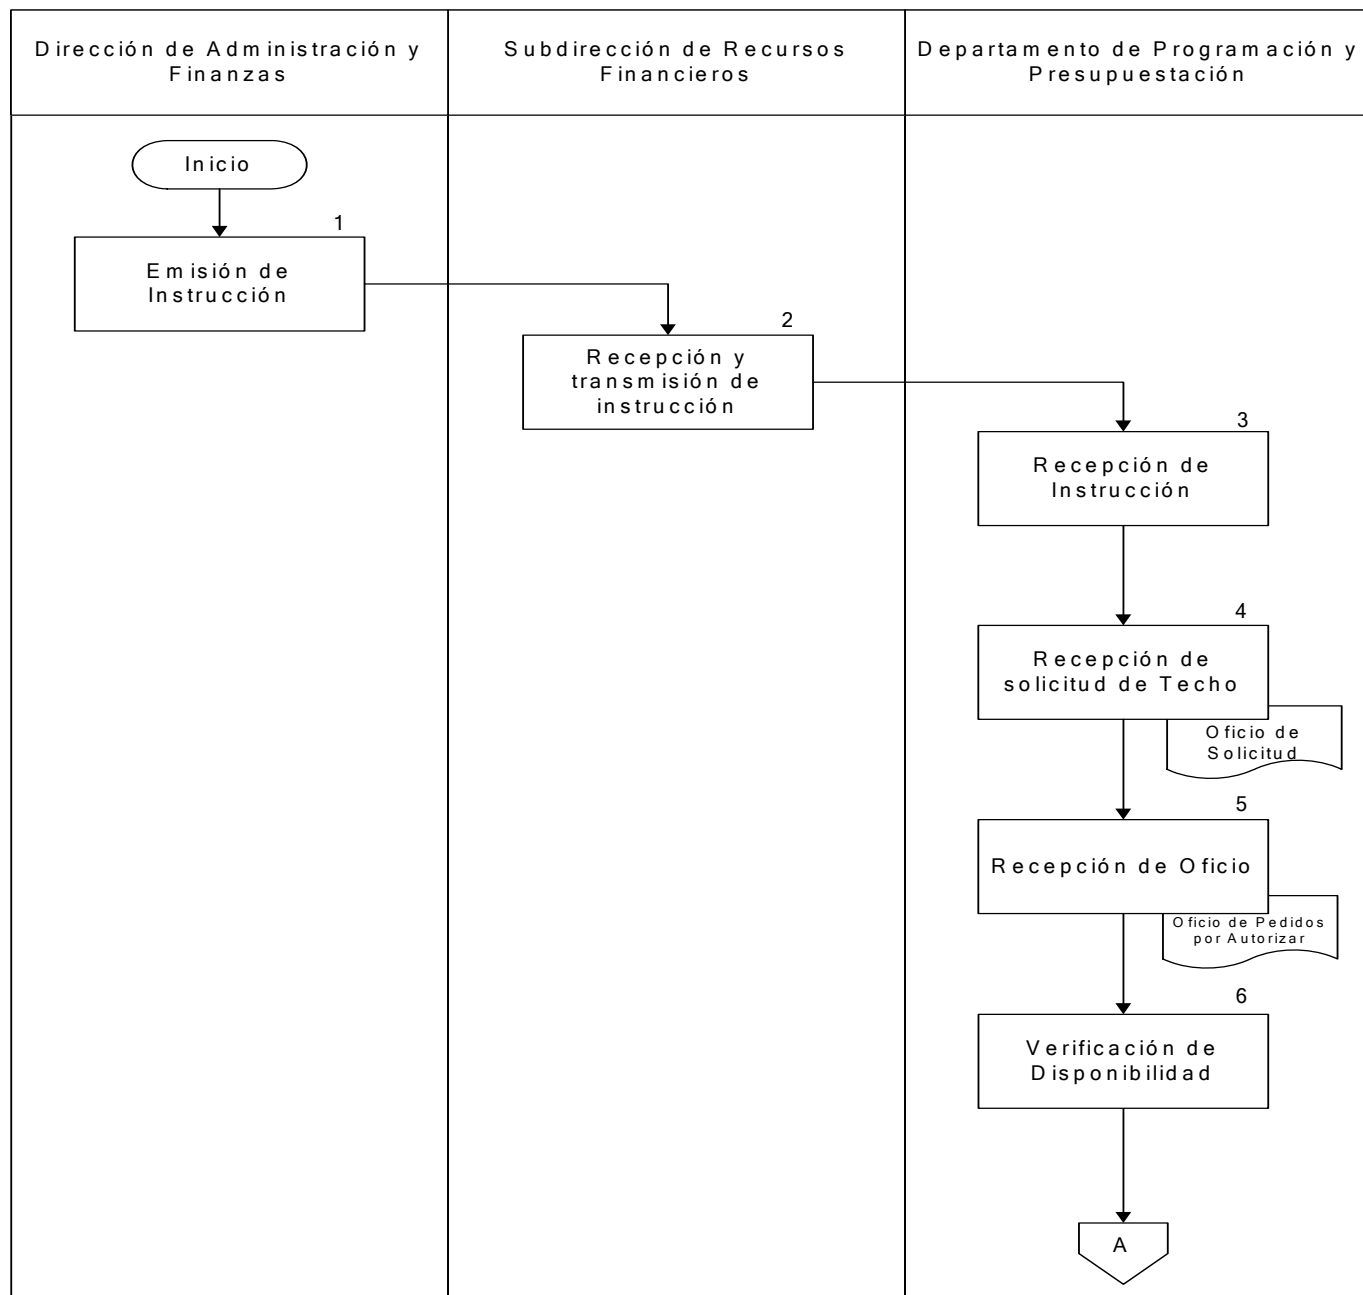 Dirección de Administración y
Finanzas
Subdirección de Recursos
Financieros
Departamento de Programación y
Presupuestación
Inicio
1
Emisión de
Instrucción
2
Recepción y
transmisión de
instrucción
3
Recepción de
Instrucción
4
Recepción de
solicitud de Techo
Oficio de
Solicitud
5
Recepción de Oficio
Oficio de Pedidos
por Autorizar
6
Verificación de
Disponibilidad
A